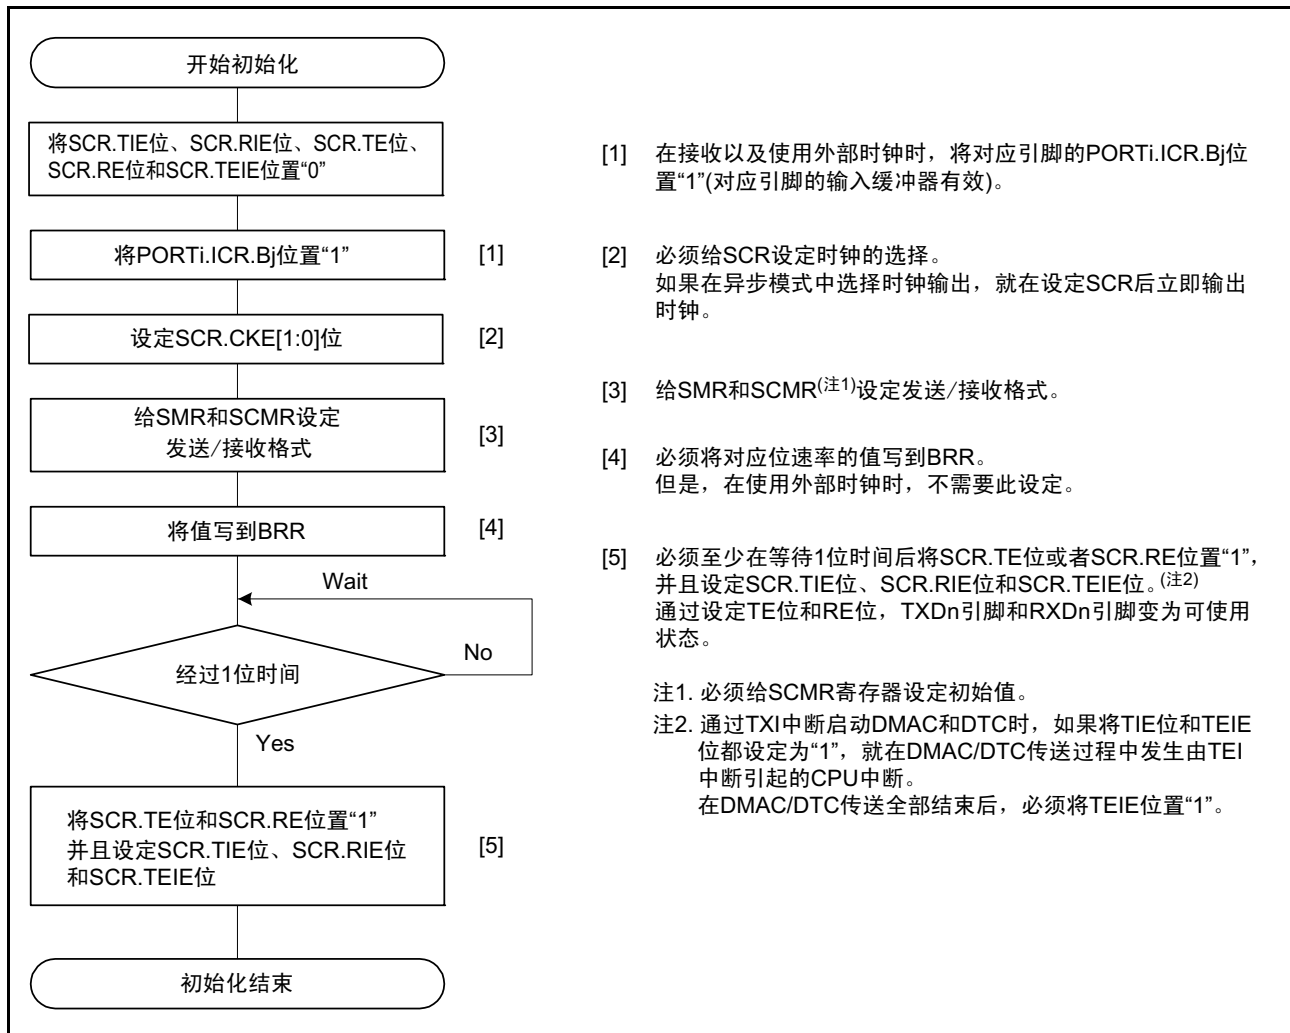 开始初始化
将SCR.TIE位、SCR.RIE位、SCR.TE位、
SCR.RE位和SCR.TEIE位置“0”
将PORTi.ICR.Bj位置“1”
[1]
设定SCR.CKE[1:0]位
[2]
给SMR和SCMR设定
发送/接收格式
[3]
将值写到BRR
[4]
Wait
经过1位时间
No
Yes
将SCR.TE位和SCR.RE位置“1”
并且设定SCR.TIE位、SCR.RIE位
和SCR.TEIE位
[5]
初始化结束
[1] 在接收以及使用外部时钟时，将对应引脚的PORTi.ICR.Bj位
置“1”(对应引脚的输入缓冲器有效)。
[2] 必须给SCR设定时钟的选择。
如果在异步模式中选择时钟输出，就在设定SCR后立即输出
时钟。
[3] 给SMR和SCMR(注1)设定发送/接收格式。
[4] 必须将对应位速率的值写到BRR。
但是，在使用外部时钟时，不需要此设定。
[5] 必须至少在等待1位时间后将SCR.TE位或者SCR.RE位置“1”，
并且设定SCR.TIE位、SCR.RIE位和SCR.TEIE位。(注2)
通过设定TE位和RE位，TXDn引脚和RXDn引脚变为可使用
状态。
注1. 必须给SCMR寄存器设定初始值。
注2. 通过TXI中断启动DMAC和DTC时，如果将TIE位和TEIE
位都设定为“1”，就在DMAC/DTC传送过程中发生由TEI
中断引起的CPU中断。
在DMAC/DTC传送全部结束后，必须将TEIE位置“1”。